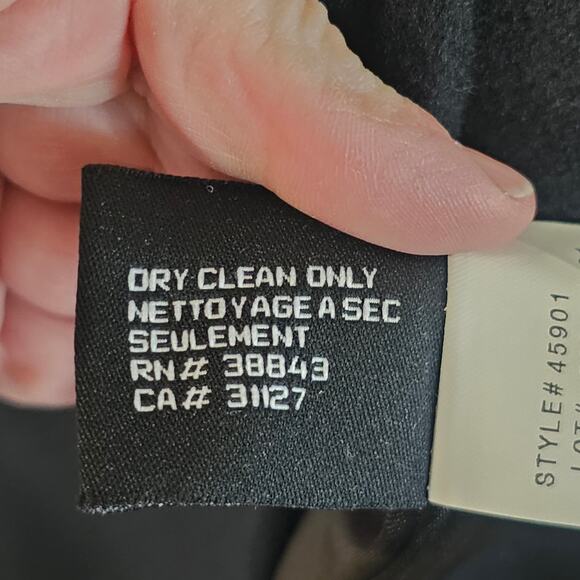 DRY CLEAN ONLY
NETTOYAGE A SEC
SEULEMENT
RN# 38843
CA# 31127
STYLE# 45901